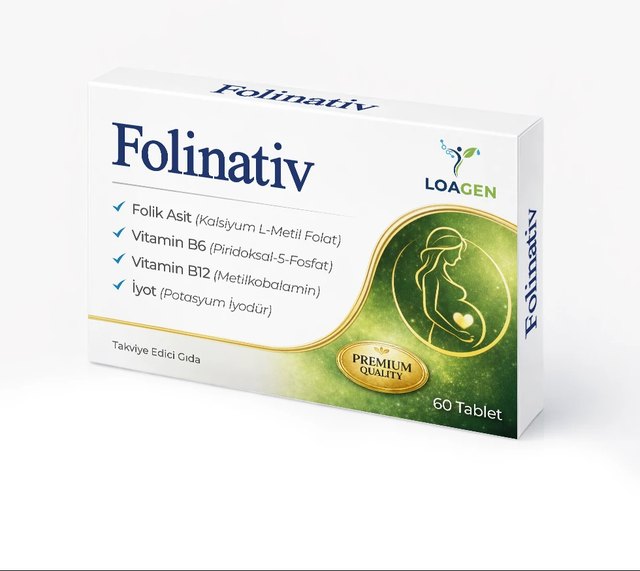 Folinativ
Folinativ
LOAGEN
Folik Asit (Kalsiyum L-Metil Folat)
Vitamin B6 (Piridoksal-5-Fosfat)
Vitamin B12 (Metilkobalamin)
İyot (Potasyum İyodür)
Takviye Edici Gıda
PREMIUM
QUALITY
60 Tablet
Folinativ